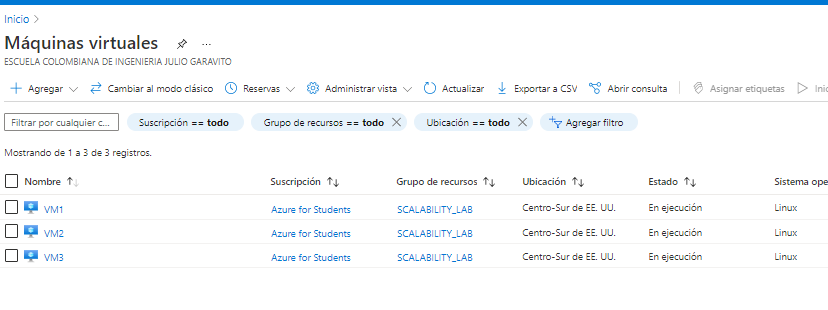 Inicio >
Máquinas virtuales
ESCUELA COLOMBIANA DE INGENIERIA JULIO GARAVITO
Agregar Cambiar al modo clásico Reservas Administrar vista Actualizar Exportar a CSV Abrir consulta Asignar etiquetas Inic
Filtrar por cualquier c... Suscripción == todo Grupo de recursos == todo Ubicación == todo Agregar filtro
Mostrando de 1 a 3 de 3 registros.
Nombre Suscripción Grupo de recursos Ubicación Estado Sistema ope
VM1 Azure for Students SCALABILITY_LAB Centro-Sur de EE. UU. En ejecución Linux
VM2 Azure for Students SCALABILITY_LAB Centro-Sur de EE. UU. En ejecución Linux
VM3 Azure for Students SCALABILITY_LAB Centro-Sur de EE. UU. En ejecución Linux